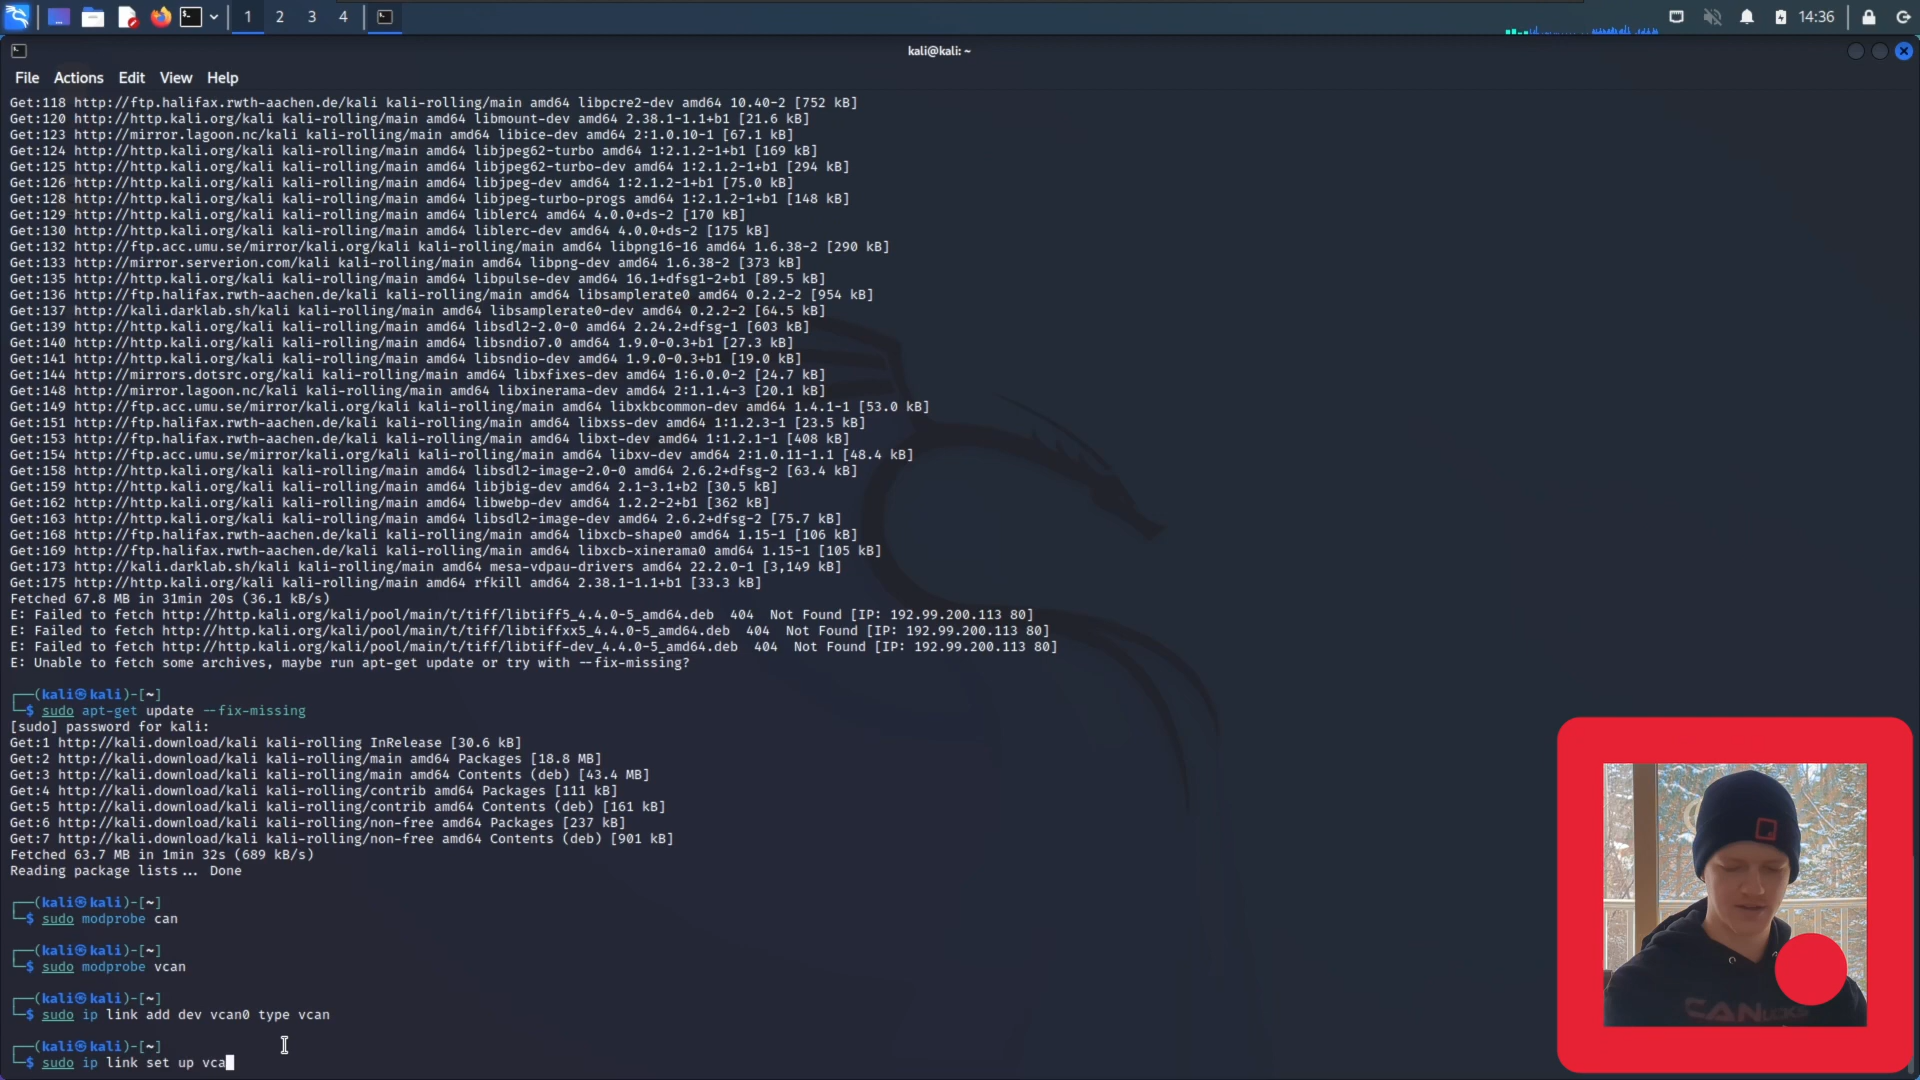 1 2 3 4 14:36
kali@kali: ~
File Actions Edit View Help
Get:118 http://ftp.halifax.rwth-aachen.de/kali kali-rolling/main amd64 libpcre2-dev amd64 10.40-2 [752 kB]
Get:120 http://http.kali.org/kali kali-rolling/main amd64 libmount-dev amd64 2.38.1-1.1+b1 [21.6 kB]
Get:123 http://mirror.lagoon.nc/kali kali-rolling/main amd64 libice-dev amd64 2:1.0.10-1 [67.1 kB]
Get:124 http://http.kali.org/kali kali-rolling/main amd64 libjpeg62-turbo amd64 1:2.1.2-1+b1 [169 kB]
Get:125 http://http.kali.org/kali kali-rolling/main amd64 libjpeg62-turbo-dev amd64 1:2.1.2-1+b1 [294 kB]
Get:126 http://http.kali.org/kali kali-rolling/main amd64 libjpeg-dev amd64 1:2.1.2-1+b1 [75.0 kB]
Get:128 http://http.kali.org/kali kali-rolling/main amd64 libjpeg-turbo-progs amd64 1:2.1.2-1+b1 [148 kB]
Get:129 http://http.kali.org/kali kali-rolling/main amd64 liblerc4 amd64 4.0.0+ds-2 [170 kB]
Get:130 http://http.kali.org/kali kali-rolling/main amd64 liblerc-dev amd64 4.0.0+ds-2 [175 kB]
Get:132 http://ftp.acc.umu.se/mirror/kali.org/kali kali-rolling/main amd64 libpng16-16 amd64 1.6.38-2 [290 kB]
Get:133 http://mirror.serverion.com/kali kali-rolling/main amd64 libpng-dev amd64 1.6.38-2 [373 kB]
Get:135 http://http.kali.org/kali kali-rolling/main amd64 libpulse-dev amd64 16.1+dfsg1-2+b1 [89.5 kB]
Get:136 http://ftp.halifax.rwth-aachen.de/kali kali-rolling/main amd64 libsamplerate0 amd64 0.2.2-2 [954 kB]
Get:137 http://kali.darklab.sh/kali kali-rolling/main amd64 libsamplerate0-dev amd64 0.2.2-2 [64.5 kB]
Get:139 http://http.kali.org/kali kali-rolling/main amd64 libsdl2-2.0-0 amd64 2.24.2+dfsg-1 [603 kB]
Get:140 http://http.kali.org/kali kali-rolling/main amd64 libsndio7.0 amd64 1.9.0-0.3+b1 [27.3 kB]
Get:141 http://http.kali.org/kali kali-rolling/main amd64 libsndio-dev amd64 1.9.0-0.3+b1 [19.0 kB]
Get:144 http://mirrors.dotsrc.org/kali kali-rolling/main amd64 libxfixes-dev amd64 1:6.0.0-2 [24.7 kB]
Get:148 http://mirror.lagoon.nc/kali kali-rolling/main amd64 libxinerama-dev amd64 2:1.1.4-3 [20.1 kB]
Get:149 http://ftp.acc.umu.se/mirror/kali.org/kali kali-rolling/main amd64 libxkbcommon-dev amd64 1.4.1-1 [53.0 kB]
Get:151 http://http.kali.org/kali kali-rolling/main amd64 libxss-dev amd64 1:1.2.3-1 [23.5 kB]
Get:153 http://ftp.halifax.rwth-aachen.de/kali kali-rolling/main amd64 libxt-dev amd64 1:1.2.1-1 [408 kB]
Get:154 http://ftp.acc.umu.se/mirror/kali.org/kali kali-rolling/main amd64 libxv-dev amd64 2:1.0.11-1.1 [48.4 kB]
Get:158 http://http.kali.org/kali kali-rolling/main amd64 libsdl2-image-2.0-0 amd64 2.6.2+dfsg-2 [63.4 kB]
Get:159 http://http.kali.org/kali kali-rolling/main amd64 libjbig-dev amd64 2.1-3.1+b2 [30.5 kB]
Get:162 http://http.kali.org/kali kali-rolling/main amd64 libwebp-dev amd64 1.2.2-2+b1 [362 kB]
Get:163 http://http.kali.org/kali kali-rolling/main amd64 libsdl2-image-dev amd64 2.6.2+dfsg-2 [75.7 kB]
Get:168 http://ftp.halifax.rwth-aachen.de/kali kali-rolling/main amd64 libxcb-shape0 amd64 1.15-1 [106 kB]
Get:169 http://ftp.halifax.rwth-aachen.de/kali kali-rolling/main amd64 libxcb-xinerama0 amd64 1.15-1 [105 kB]
Get:173 http://kali.darklab.sh/kali kali-rolling/main amd64 mesa-vdpau-drivers amd64 22.2.0-1 [3,149 kB]
Get:175 http://http.kali.org/kali kali-rolling/main amd64 rfkill amd64 2.38.1-1.1+b1 [33.3 kB]
Fetched 67.8 MB in 31min 20s (36.1 kB/s)
E: Failed to fetch http://http.kali.org/kali/pool/main/t/tiff/libtiff5_4.4.0-5_amd64.deb 404 Not Found [IP: 192.99.200.113 80]
E: Failed to fetch http://http.kali.org/kali/pool/main/t/tiff/libtiffxx5_4.4.0-5_amd64.deb 404 Not Found [IP: 192.99.200.113 80]
E: Failed to fetch http://http.kali.org/kali/pool/main/t/tiff/libtiff-dev_4.4.0-5_amd64.deb 404 Not Found [IP: 192.99.200.113 80]
E: Unable to fetch some archives, maybe run apt-get update or try with --fix-missing?
┌──(kali㉿kali)-[~]
└─$ sudo apt-get update --fix-missing
[sudo] password for kali:
Get:1 http://kali.download/kali kali-rolling InRelease [30.6 kB]
Get:2 http://kali.download/kali kali-rolling/main amd64 Packages [18.8 MB]
Get:3 http://kali.download/kali kali-rolling/main amd64 Contents (deb) [43.4 MB]
Get:4 http://kali.download/kali kali-rolling/contrib amd64 Packages [111 kB]
Get:5 http://kali.download/kali kali-rolling/contrib amd64 Contents (deb) [161 kB]
Get:6 http://kali.download/kali kali-rolling/non-free amd64 Packages [237 kB]
Get:7 http://kali.download/kali kali-rolling/non-free amd64 Contents (deb) [901 kB]
Fetched 63.7 MB in 1min 32s (689 kB/s)
Reading package lists... Done
┌──(kali㉿kali)-[~]
└─$ sudo modprobe can
┌──(kali㉿kali)-[~]
└─$ sudo modprobe vcan
┌──(kali㉿kali)-[~]
└─$ sudo ip link add dev vcan0 type vcan
┌──(kali㉿kali)-[~]
└─$ sudo ip link set up vca